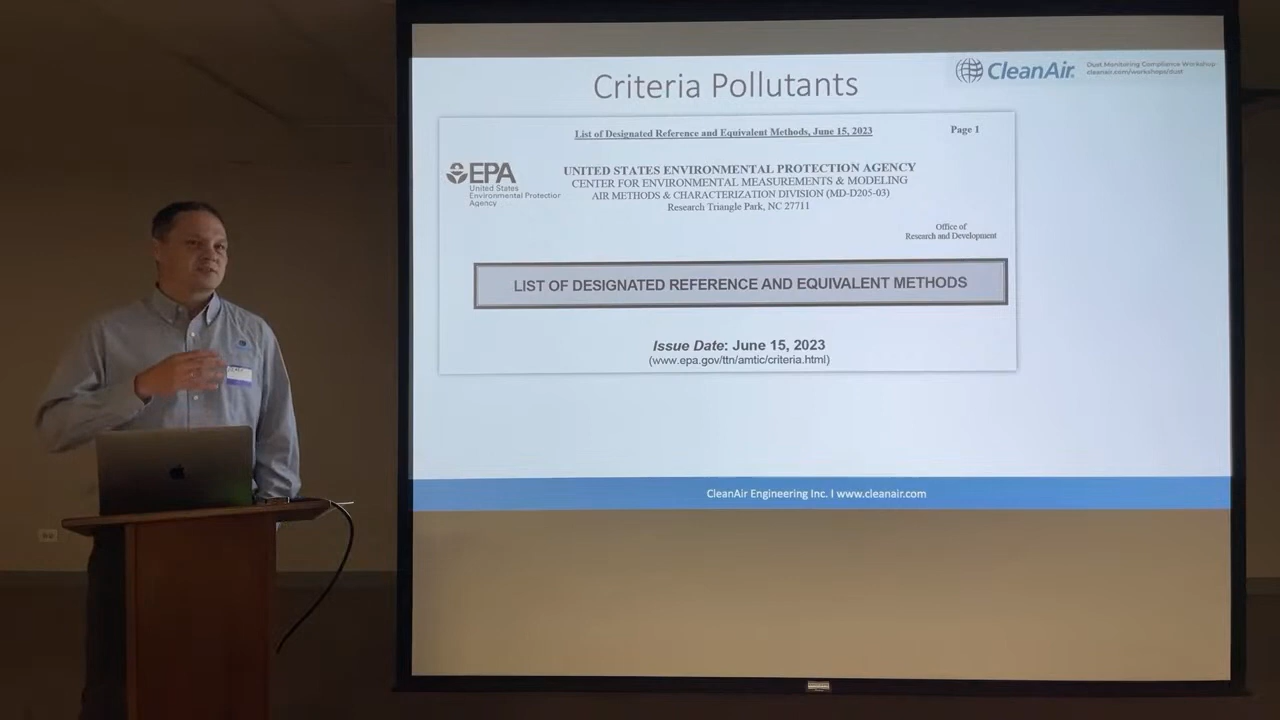 Criteria Pollutants
CleanAir
Dust Monitoring Compliance Workshop
cleanair.com/workshops/dust
List of Designated Reference and Equivalent Methods, June 15, 2023
Page 1
EPA
United States
Environmental Protection
Agency
UNITED STATES ENVIRONMENTAL PROTECTION AGENCY
CENTER FOR ENVIRONMENTAL MEASUREMENTS & MODELING
AIR METHODS & CHARACTERIZATION DIVISION (MD-D205-03)
Research Triangle Park, NC 27711
Office of
Research and Development
LIST OF DESIGNATED REFERENCE AND EQUIVALENT METHODS
Issue Date: June 15, 2023
(www.epa.gov/ttn/amtic/criteria.html)
CleanAir Engineering Inc. I www.cleanair.com